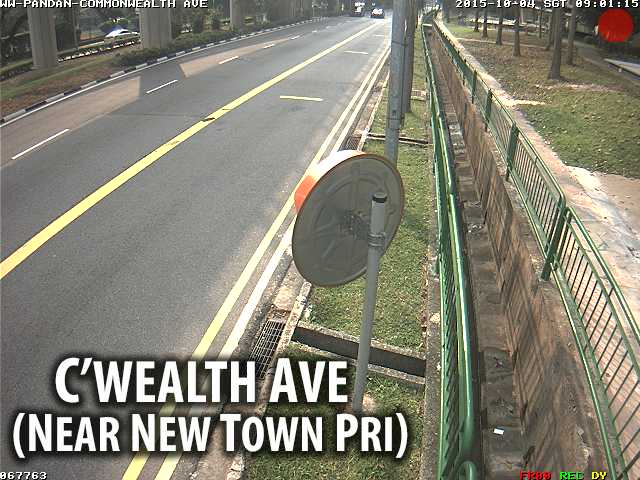 WW-PANDAN-COMMONWEALTH AVE
2015-10-04 SGT 09:01:15
C'WEALTH AVE
(NEAR NEW TOWN PRI)
067763
FR00 REC DY